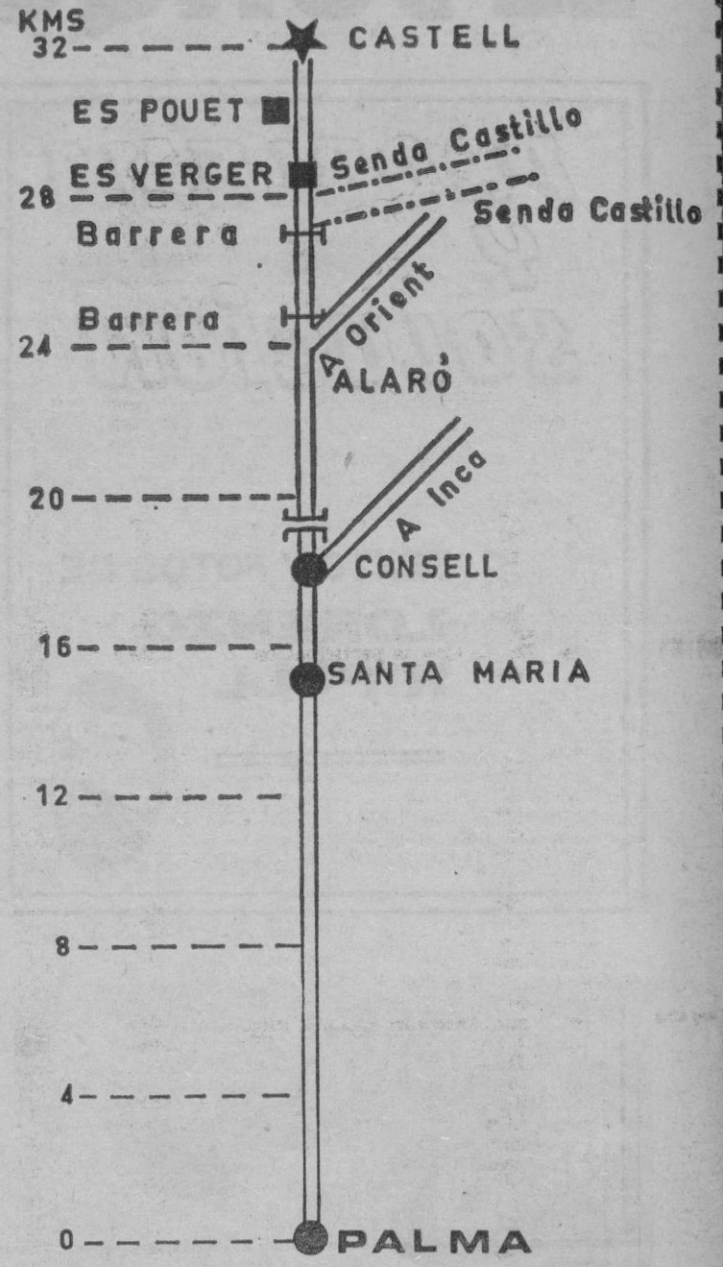 KMS
32 CASTELL
ES POUET
Senda Castillo
ES VERGER
28
Senda Castillo
Barrera
Barrera
A Orient
24
ALARÓ
20
A Inca
CONSELL
16
SANTA MARIA
12
8
4
0 PALMA